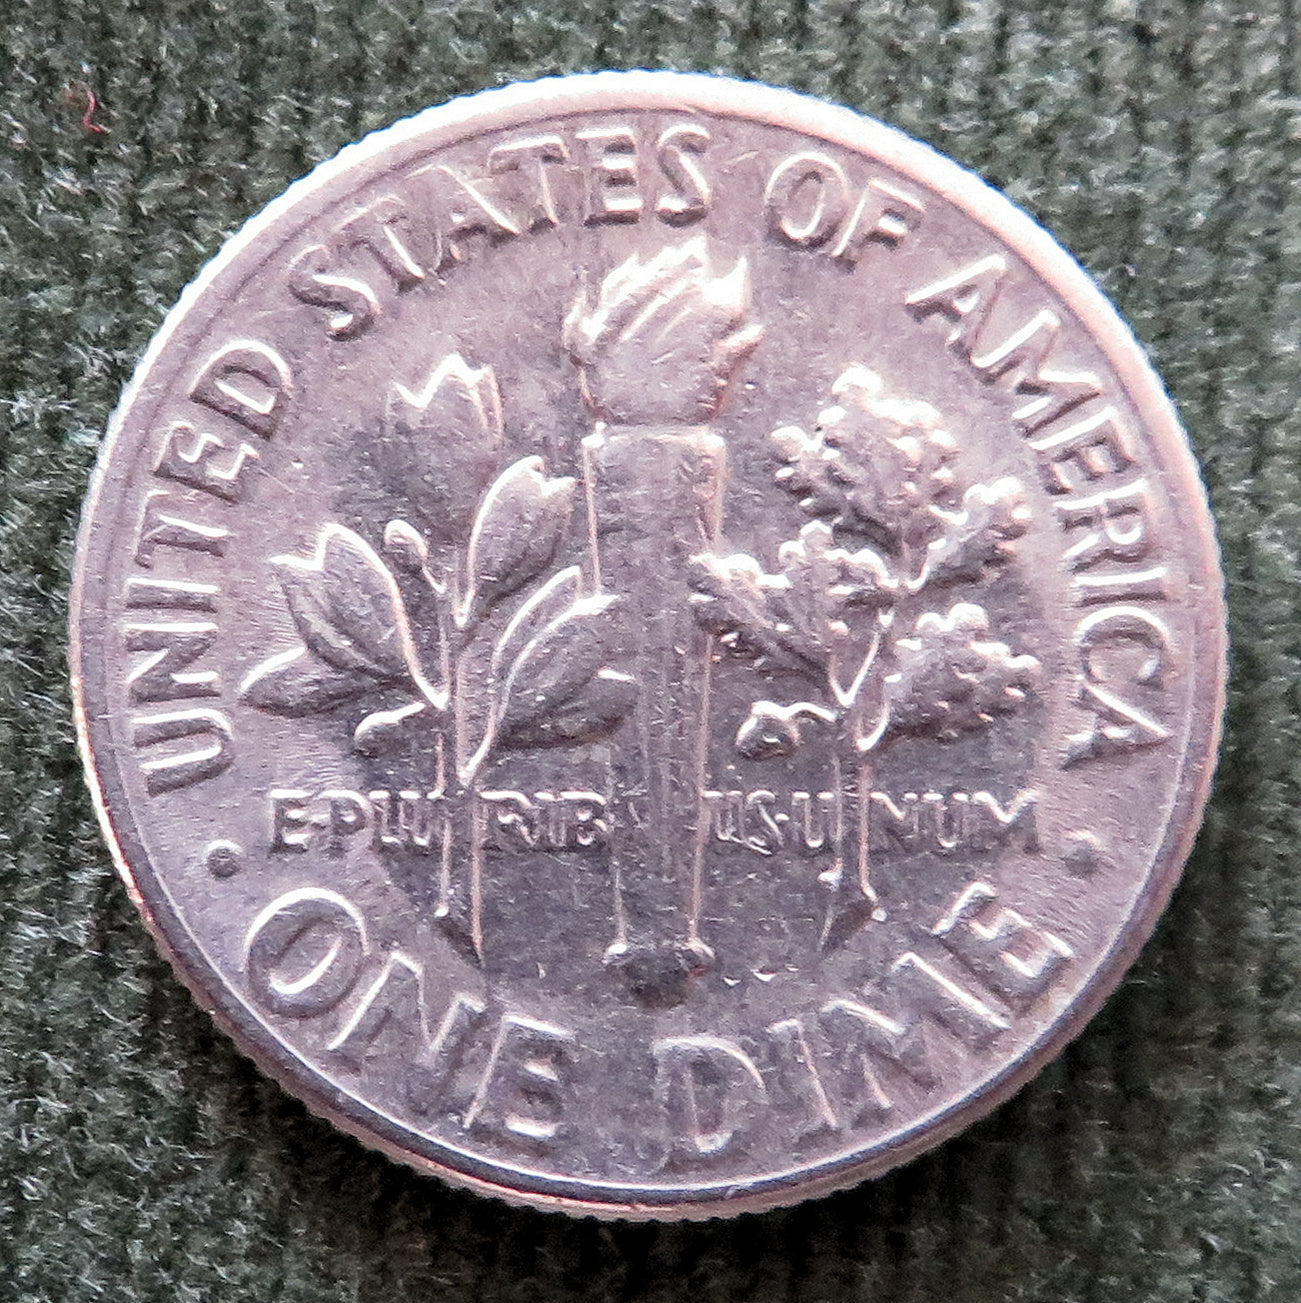 UNITED STATES OF AMERICA
E·PLURIBUS·UNUM
· ONE DIME ·